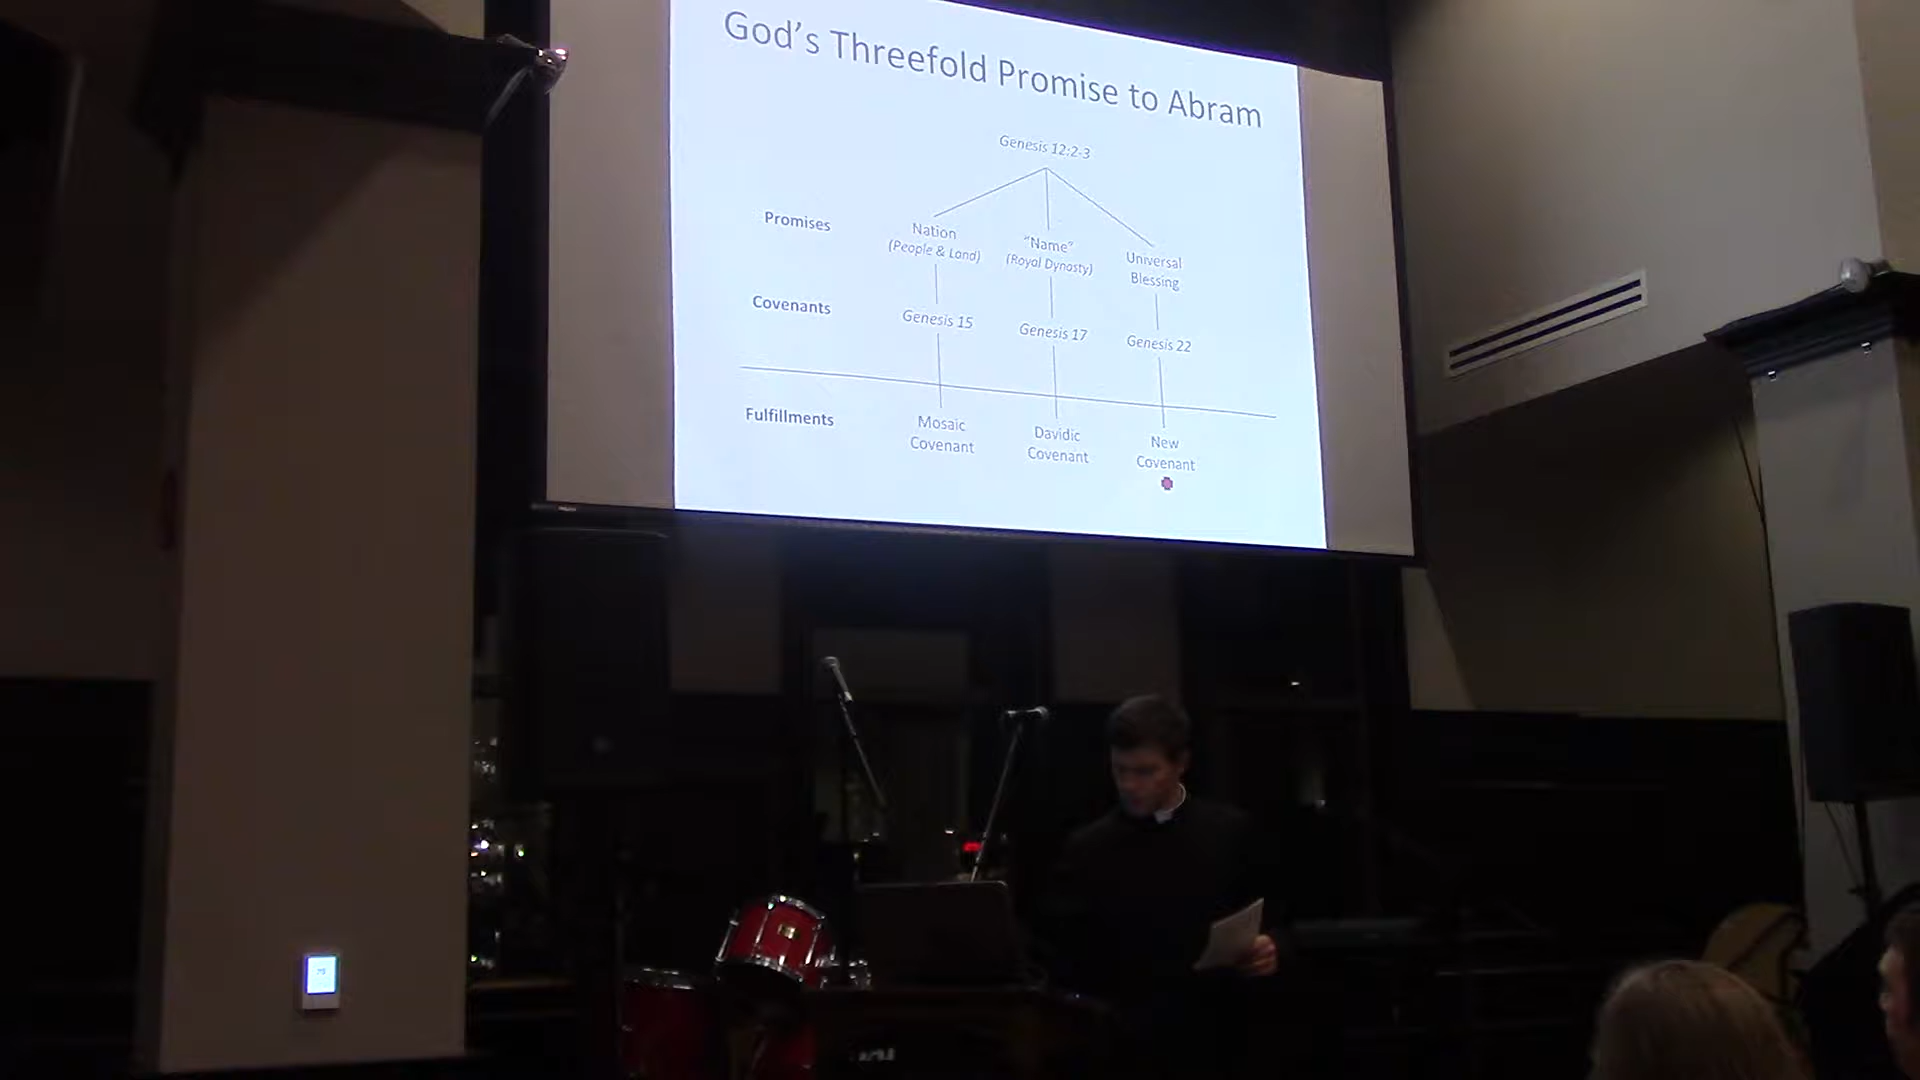 God's Threefold Promise to Abram
Genesis 12:2-3
Promises
Nation
(People & Land)
"Name"
(Royal Dynasty)
Universal
Blessing
Covenants
Genesis 15
Genesis 17
Genesis 22
Fulfillments
Mosaic
Covenant
Davidic
Covenant
New
Covenant